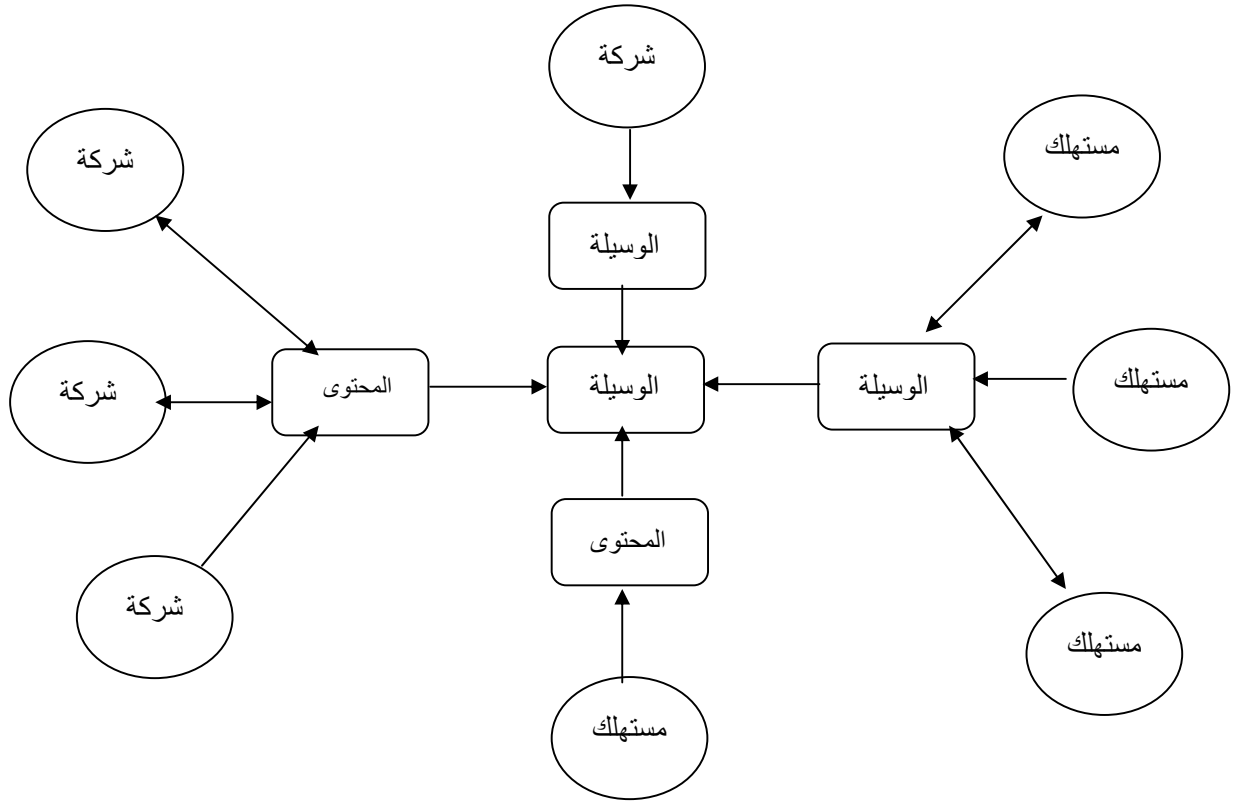 شركة
مستهلك
شركة
الوسيلة
شركة
المحتوى
الوسيلة
الوسيلة
مستهلك
المحتوى
شركة
مستهلك
مستهلك